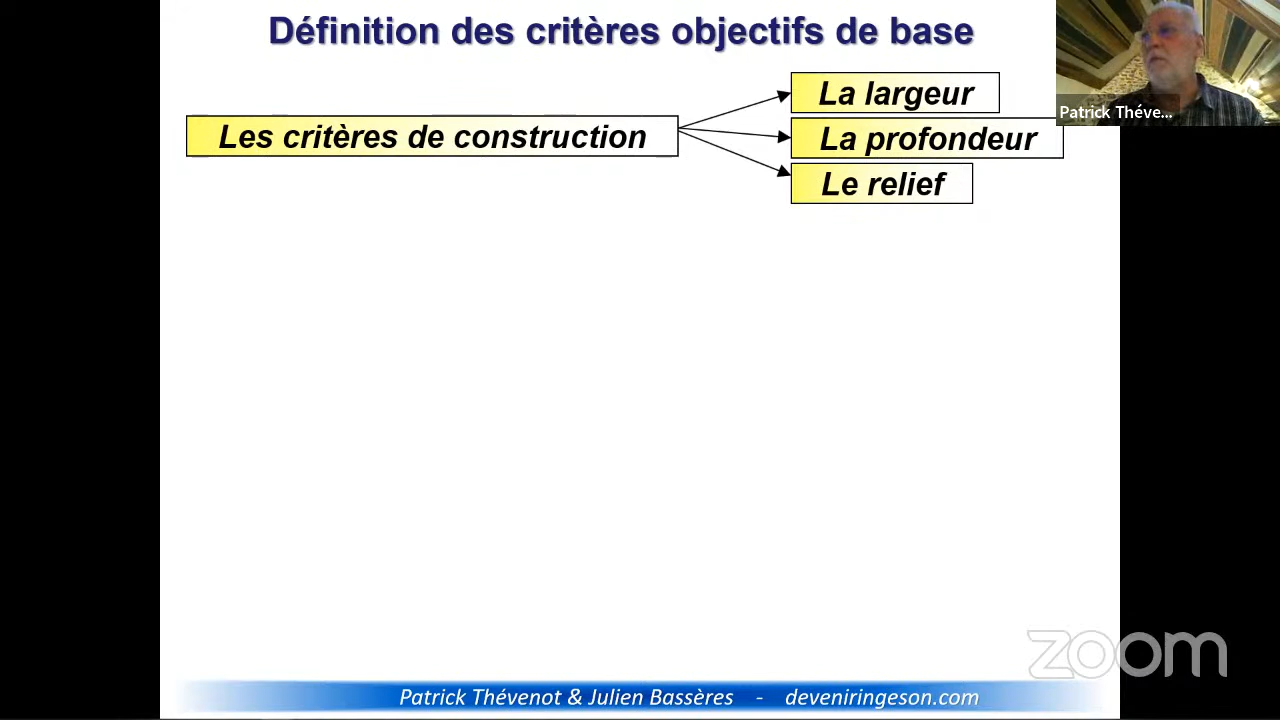 Définition des critères objectifs de base
Les critères de construction
La largeur
La profondeur
Le relief
Patrick Théve...
zoom
Patrick Thévenot & Julien Bassères - deveniringeson.com